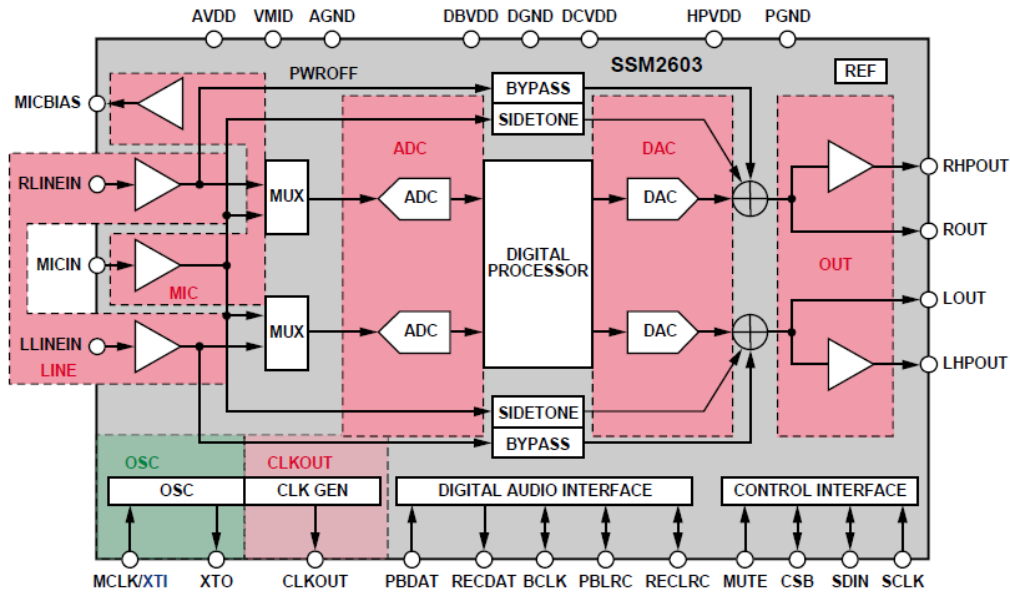 AVDD VMID AGND DBVDD DGND DCVDD HPVDD PGND
SSM2603
REF
PWROFF
BYPASS
MICBIAS
SIDETONE
ADC
DAC
RLINEIN
MUX
ADC
DAC
RHPOUT
ROUT
MICIN
DIGITAL
PROCESSOR
OUT
MIC
LOUT
MUX
ADC
DAC
LLINEIN
LINE
LHPOUT
SIDETONE
BYPASS
OSC
CLKOUT
OSC
CLK GEN
DIGITAL AUDIO INTERFACE
CONTROL INTERFACE
MCLK/XTI XTO CLKOUT PBDAT RECDAT BCLK PBLRC RECLRC MUTE CSB SDIN SCLK